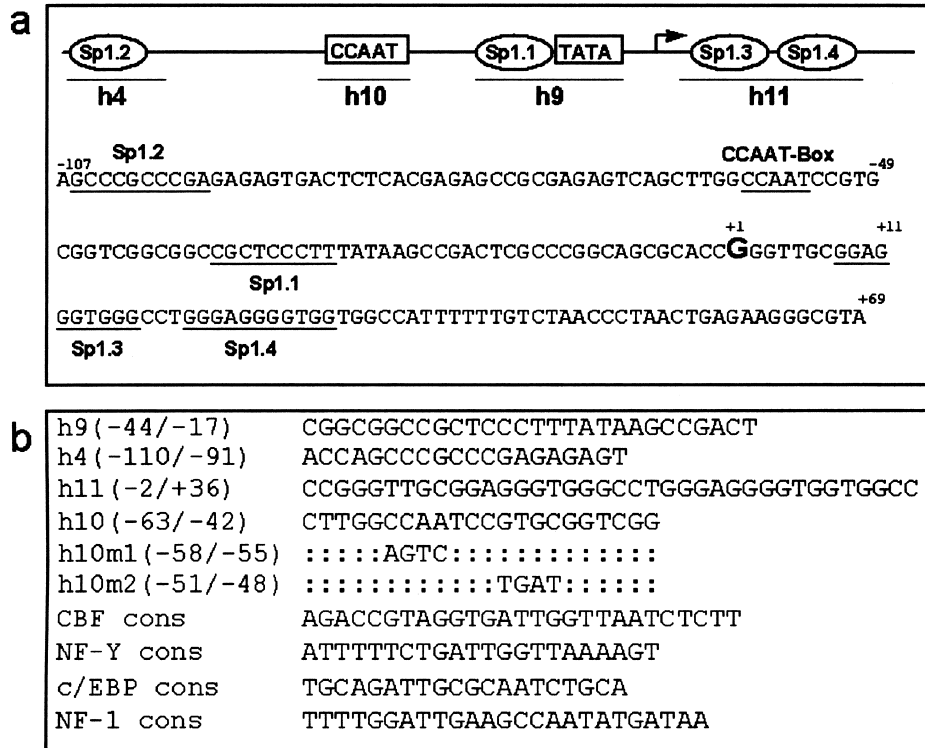 a
Sp1.2 CCAAT Sp1.1 TATA Sp1.3 Sp1.4
h4 h10 h9 h11
Sp1.2 CCAAT-Box
-107 AGCCCGCCCGAGAGAGTGACTCTCACGAGAGCCGCGAGAGTCAGCTTGGCCAATCCGTG -49
+1 +11
CGGTCGGCGGCCGCTCCCTTTATAAGCCGACTCGCCCGGCAGCGCACCGGGTTGCGGAG
Sp1.1
GGTGGGCCTGGGAGGGGTGGTGGCCATTTTTTGTCTAACCCTAACTGAGAAGGGCGTA +69
Sp1.3 Sp1.4
b
h9(-44/-17) CGGCGGCCGCTCCCTTTATAAGCCGACT
h4(-110/-91) ACCAGCCCGCCCGAGAGAGT
h11(-2/+36) CCGGGTTGCGGAGGGTGGGCCTGGGAGGGGTGGTGGCC
h10(-63/-42) CTTGGCCAATCCGTGCGGTCGG
h10m1(-58/-55) :::::AGTC:::::::::::::
h10m2(-51/-48) ::::::::::::TGAT::::::
CBF cons AGACCGTAGGTGATTGGTTAATCTCTT
NF-Y cons ATTTTTCTGATTGGTTAAAAGT
c/EBP cons TGCAGATTGCGCAATCTGCA
NF-1 cons TTTTGGATTGAAGCCAATATGATAA